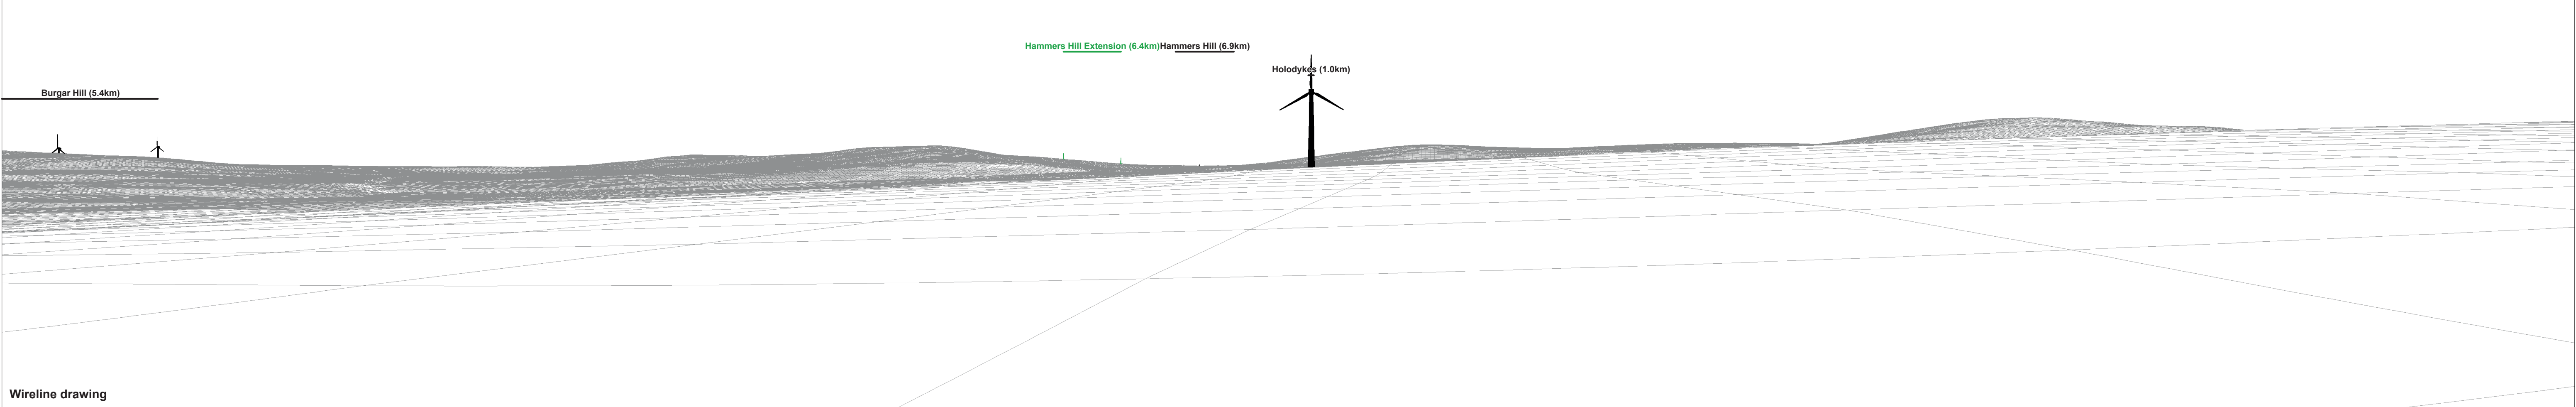 Hammers Hill Extension (6.4km)
Hammers Hill (6.9km)
Holodykes (1.0km)
Burgar Hill (5.4km)
Wireline drawing